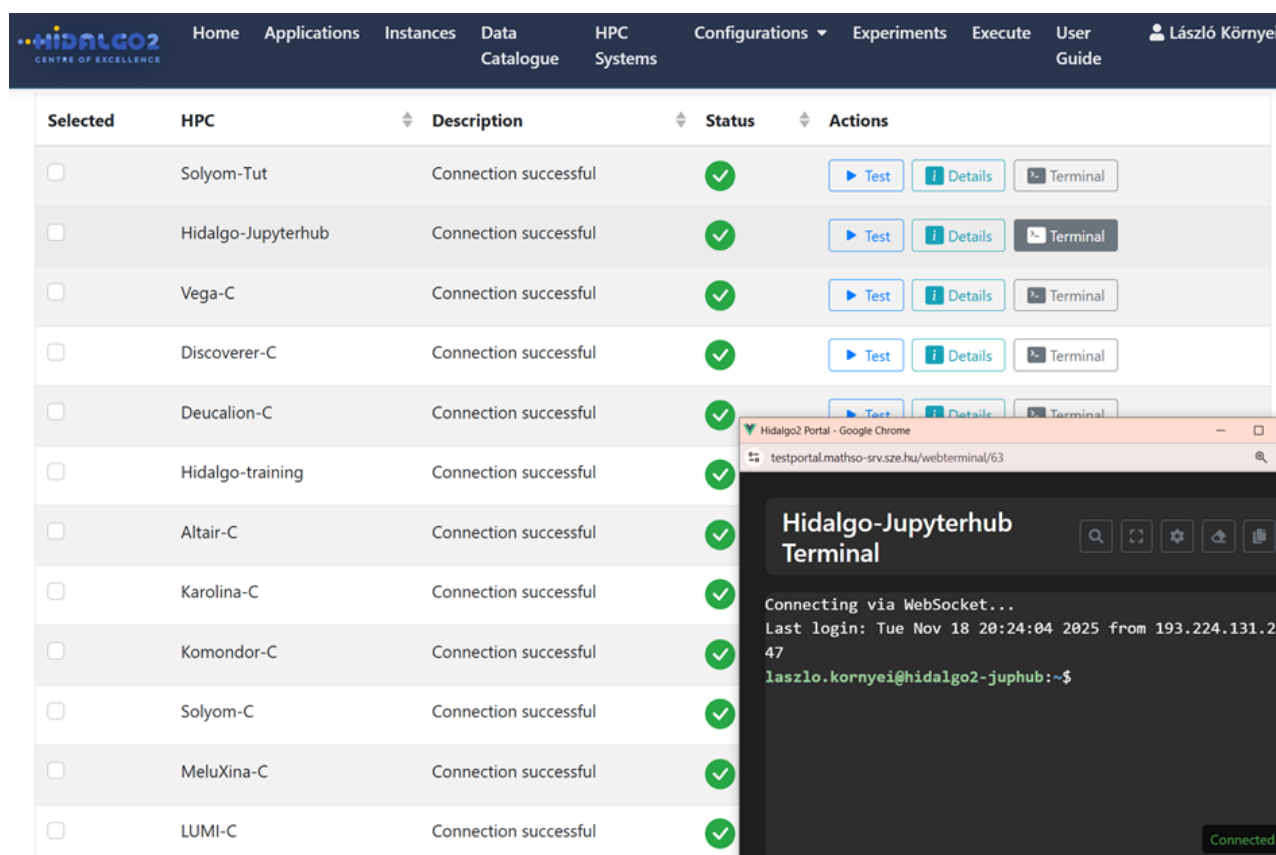 HiDALGO2
CENTRE OF EXCELLENCE
Home Applications Instances Data Catalogue HPC Systems Configurations Experiments Execute User Guide László Környei
Selected HPC Description Status Actions
Solyom-Tut Connection successful Test Details Terminal
Hidalgo-Jupyterhub Connection successful Test Details Terminal
Vega-C Connection successful Test Details Terminal
Discoverer-C Connection successful Test Details Terminal
Deucalion-C Connection successful Test Details Terminal
Hidalgo-training Connection successful
Altair-C Connection successful
Karolina-C Connection successful
Komondor-C Connection successful
Solyom-C Connection successful
MeluXina-C Connection successful
LUMI-C Connection successful
Hidalgo2 Portal - Google Chrome
testportal.mathso-srv.sze.hu/webterminal/63
Hidalgo-Jupyterhub
Terminal
Connecting via WebSocket...
Last login: Tue Nov 18 20:24:04 2025 from 193.224.131.2
47
laszlo.kornyei@hidalgo2-juphub:~$
Connected